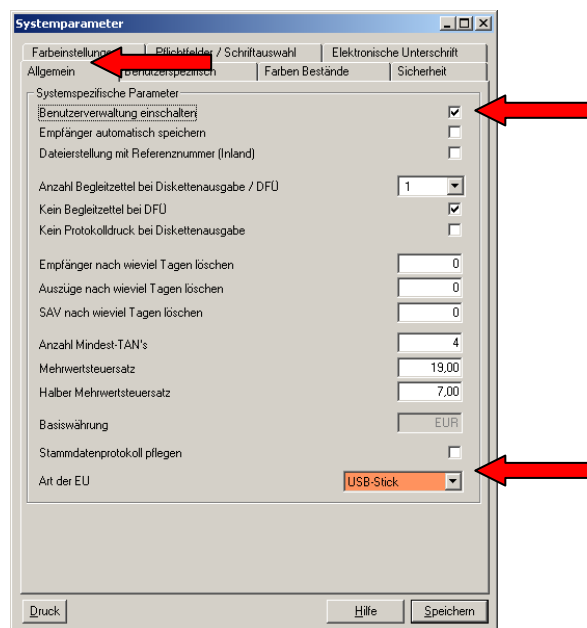 Systemparameter
Farbeinstellunge Pflichtfelder / Schriftauswahl Elektronische Unterschrift
Allgemein Benutzerspezifisch Farben Bestände Sicherheit
Systemspezifische Parameter
Benutzerverwaltung einschalten
Empfänger automatisch speichern
Dateierstellung mit Referenznummer (Inland)
Anzahl Begleitzettel bei Diskettenausgabe / DFÜ 1
Kein Begleitzettel bei DFÜ
Kein Protokolldruck bei Diskettenausgabe
Empfänger nach wieviel Tagen löschen 0
Auszüge nach wieviel Tagen löschen 0
SAV nach wieviel Tagen löschen 0
Anzahl Mindest-TAN's 4
Mehrwertsteuersatz 19,00
Halber Mehrwertsteuersatz 7,00
Basiswährung EUR
Stammdatenprotokoll pflegen
Art der EU USB-Stick
Druck Hilfe Speichern